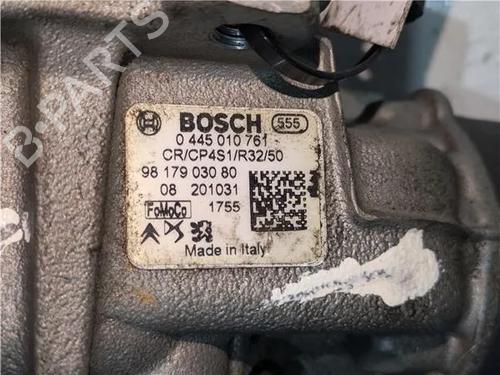 B-PARTS
BOSCH 555
0 445 010 761
CR/CP4S1/R32/50
98 179 030 80
08 201031
FoMoCo 1755
Made in Italy